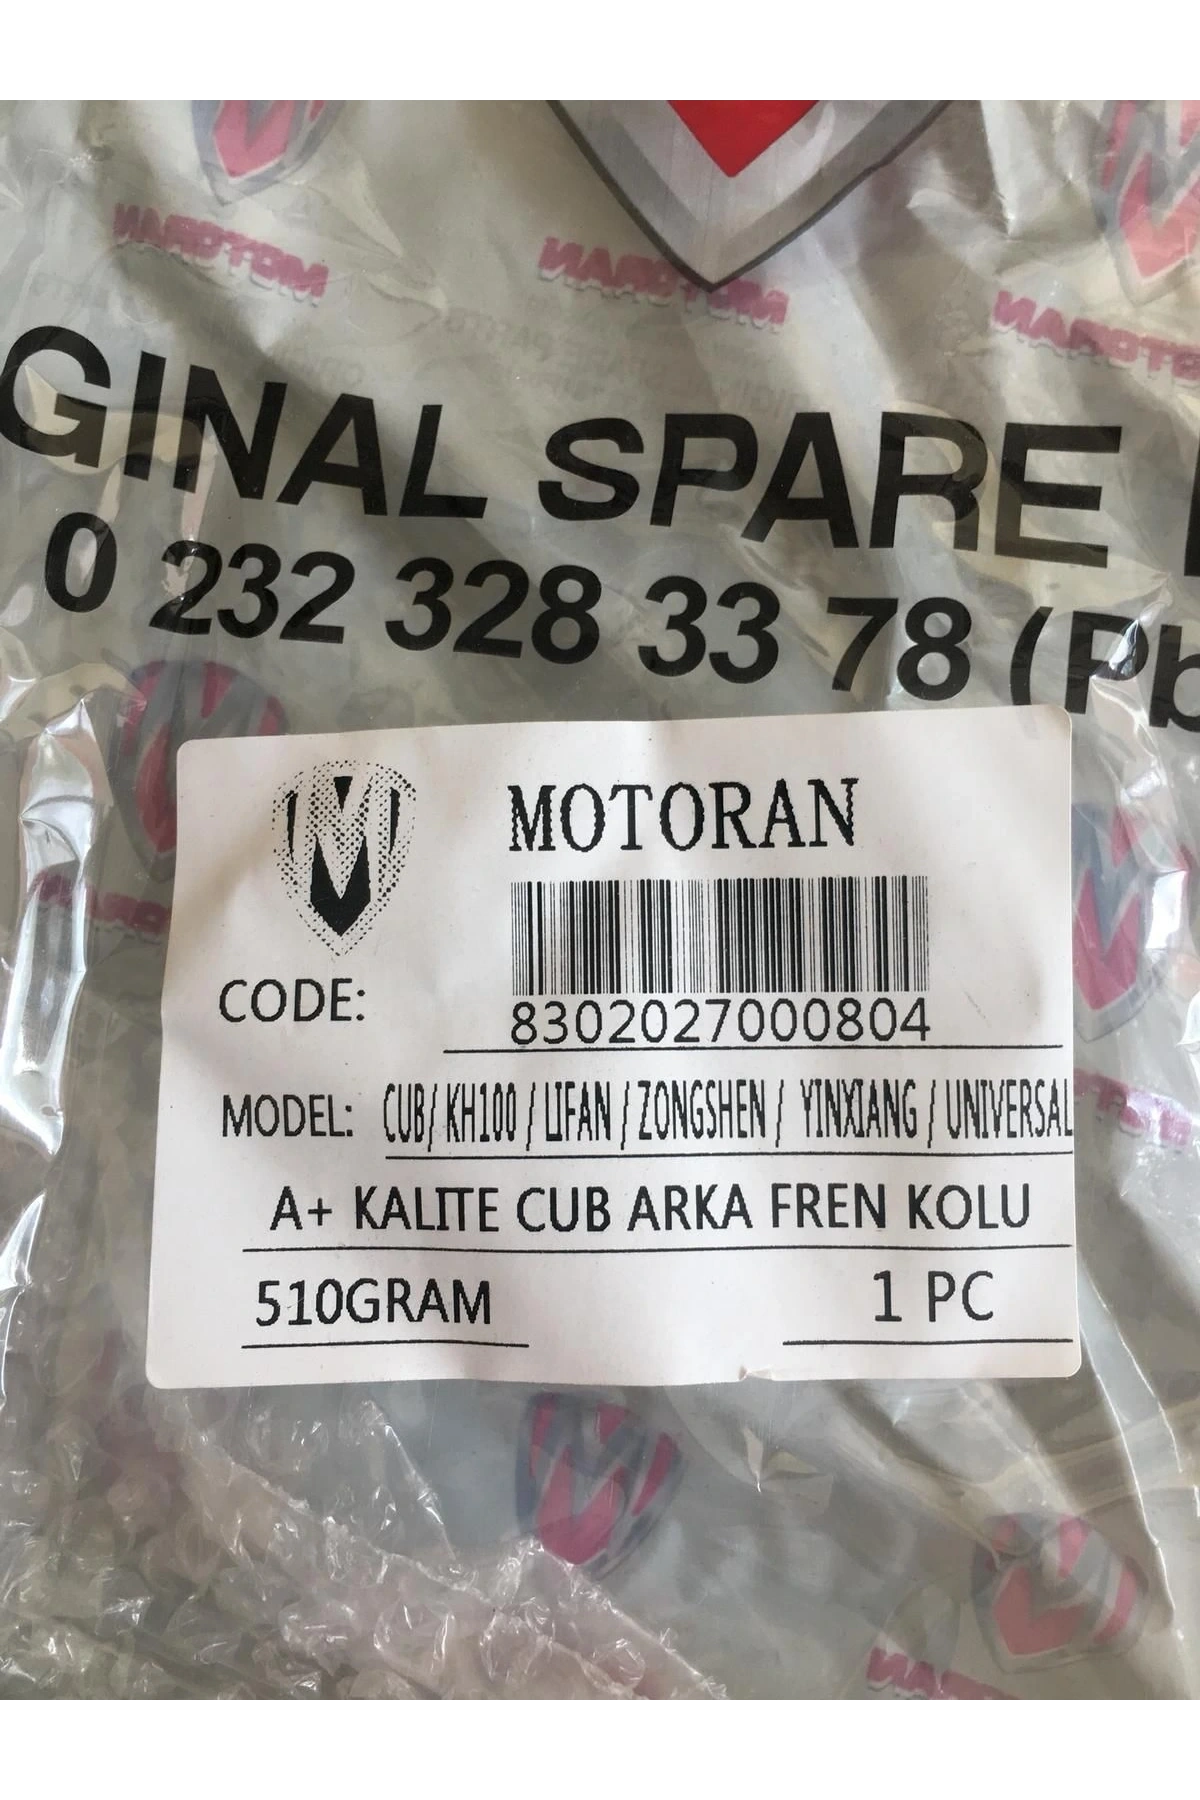 GINAL SPARE
0 232 328 33 78 (Pb
MOTORAN
CODE: 8302027000804
MODEL: CUB/ KH100 / LIFAN / ZONGSHEN / YINXIANG / UNIVERSAL
A+ KALITE CUB ARKA FREN KOLU
510GRAM 1 PC